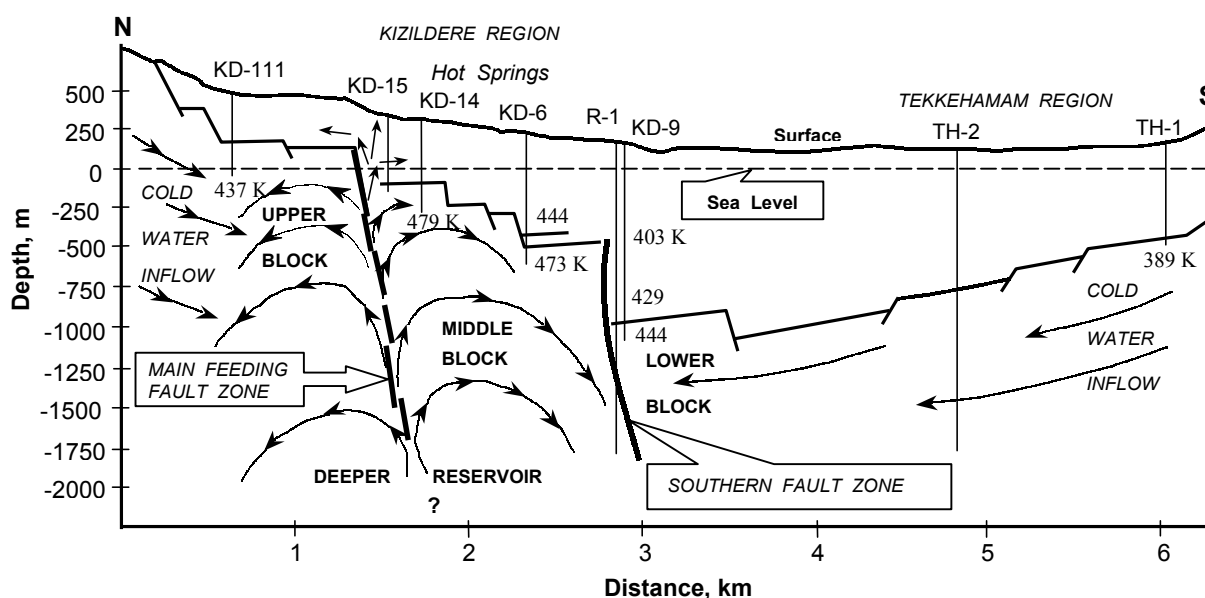 N
KIZILDERE REGION
Hot Springs
KD-111
KD-15
KD-14
KD-6
R-1
KD-9
TEKKEHAMAM REGION
Surface
TH-2
TH-1
S
Depth, m
500
250
0
-250
-500
-750
-1000
-1250
-1500
-1750
-2000
Sea Level
COLD
WATER
INFLOW
437 K
UPPER
BLOCK
479 K
444
473 K
403 K
429
444
389 K
MIDDLE
BLOCK
LOWER
BLOCK
COLD
WATER
INFLOW
MAIN FEEDING
FAULT ZONE
DEEPER RESERVOIR
?
SOUTHERN FAULT ZONE
1 2 3 4 5 6
Distance, km